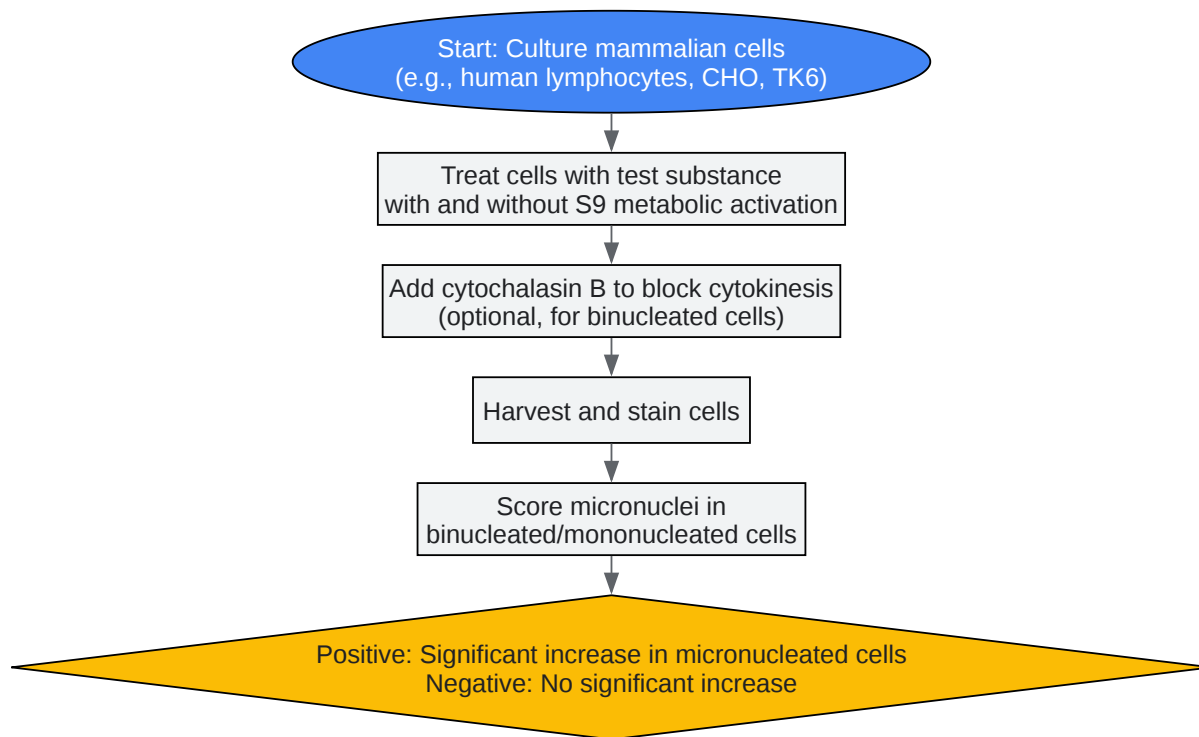 Start: Culture mammalian cells
(e.g., human lymphocytes, CHO, TK6)
Treat cells with test substance
with and without S9 metabolic activation
Add cytochalasin B to block cytokinesis
(optional, for binucleated cells)
Harvest and stain cells
Score micronuclei in
binucleated/mononucleated cells
Positive: Significant increase in micronucleated cells
Negative: No significant increase